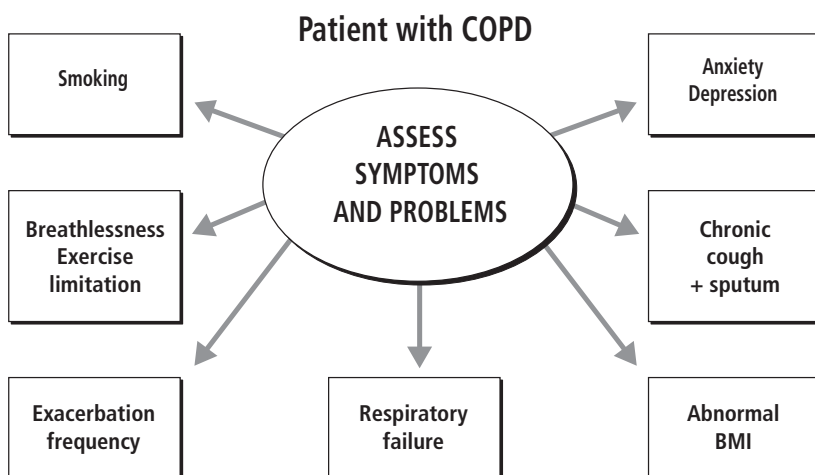 Patient with COPD
Smoking
ASSESS
SYMPTOMS
AND PROBLEMS
Anxiety
Depression
Breathlessness
Exercise
limitation
Chronic
cough
+ sputum
Exacerbation
frequency
Respiratory
failure
Abnormal
BMI